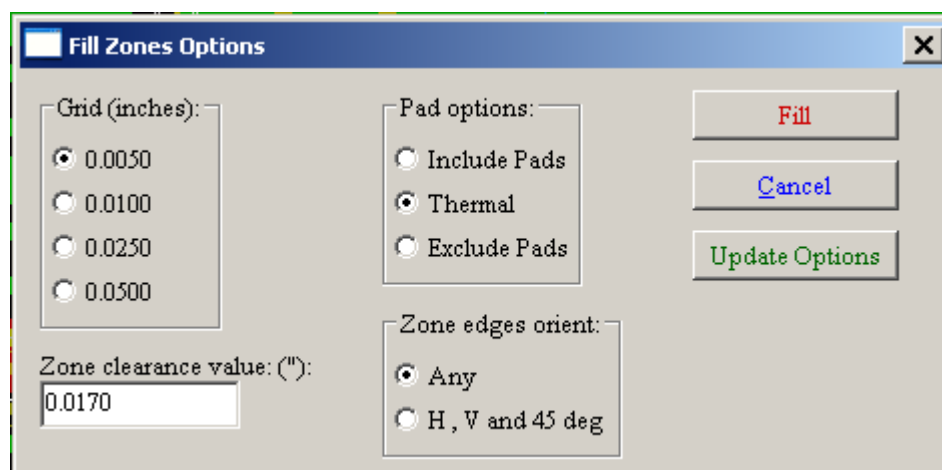 Fill Zones Options
Grid (inches):
0.0050
0.0100
0.0250
0.0500
Zone clearance value: ("):
0.0170
Pad options:
Include Pads
Thermal
Exclude Pads
Zone edges orient:
Any
H , V and 45 deg
Fill
Cancel
Update Options